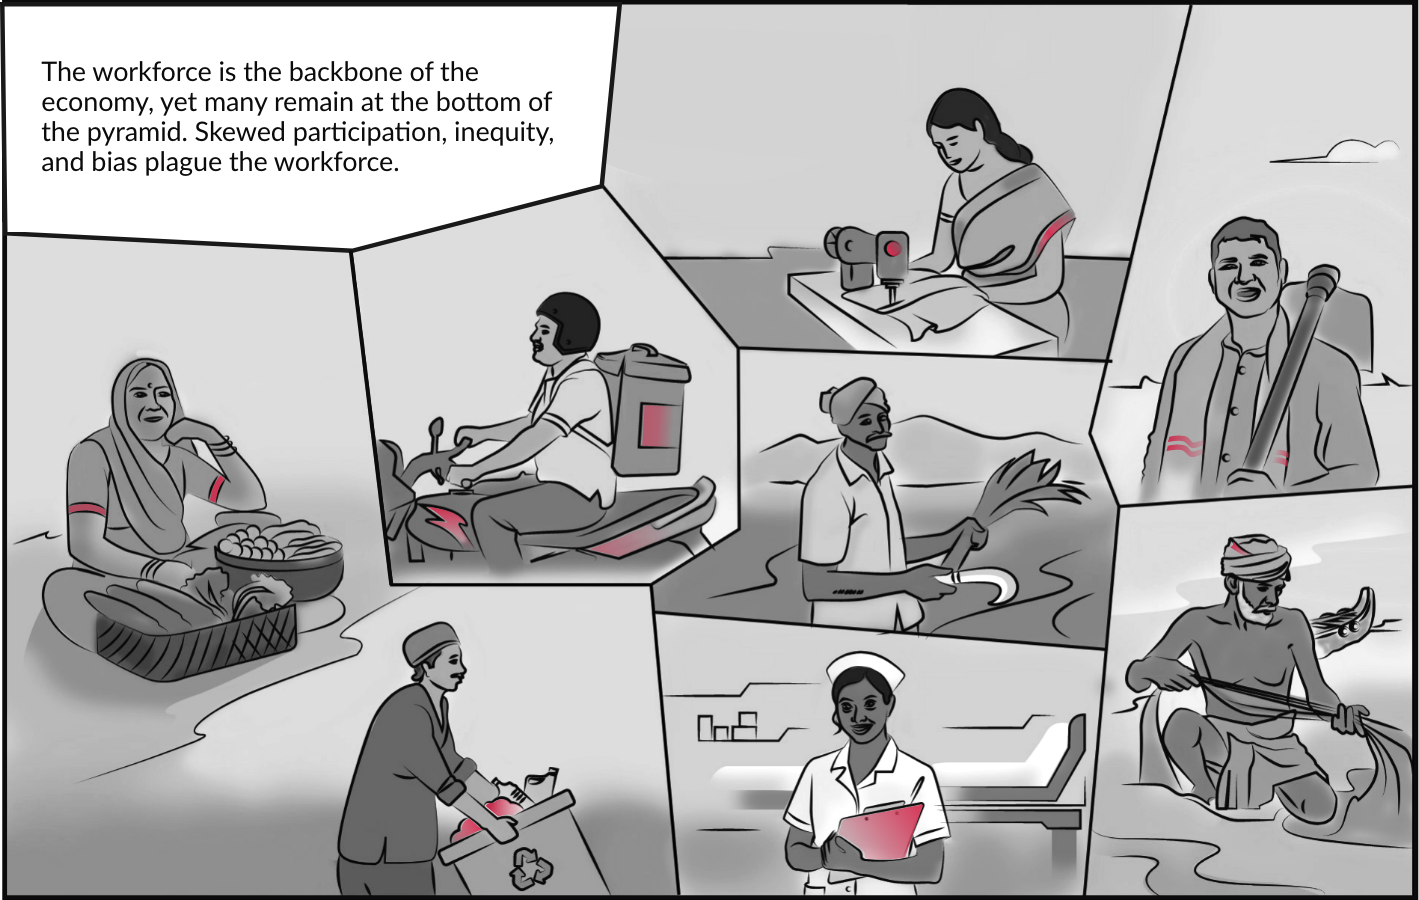 The workforce is the backbone of the
economy, yet many remain at the bottom of
the pyramid. Skewed participation, inequity,
and bias plague the workforce.